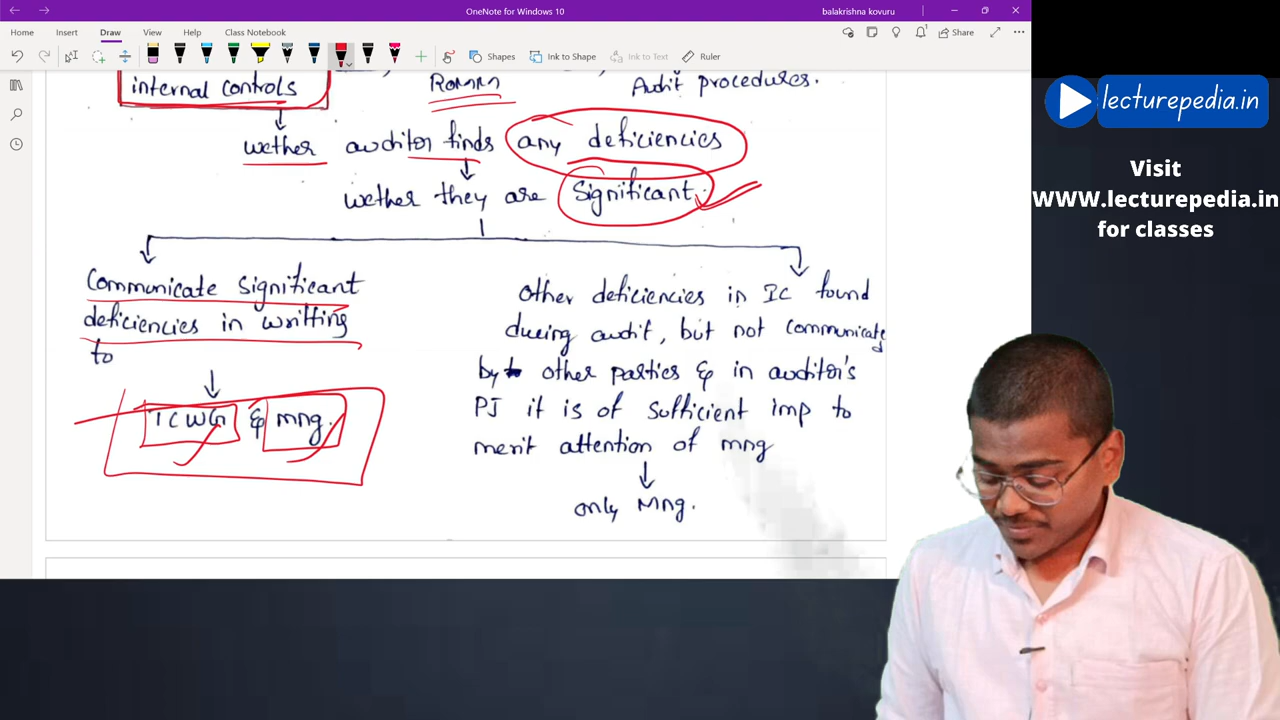 OneNote for Windows 10
balakrishna kovuru
Home Insert Draw View Help Class Notebook
Share
Shapes Ink to Shape Ink to Text Ruler
lecturepedia.in
Visit
WWW.lecturepedia.in
for classes
internal controls
ROMMM
Audit procedures.
wether auditor finds any deficiencies
wether they are Significant.
Communicate Significant
deficiencies in writting
to
TCWG & mng.
Other deficiencies in IC found
during audit, but not communicate
by other parties & in auditor's
PJ it is of sufficient imp to
merit attention of mng
only Mng.